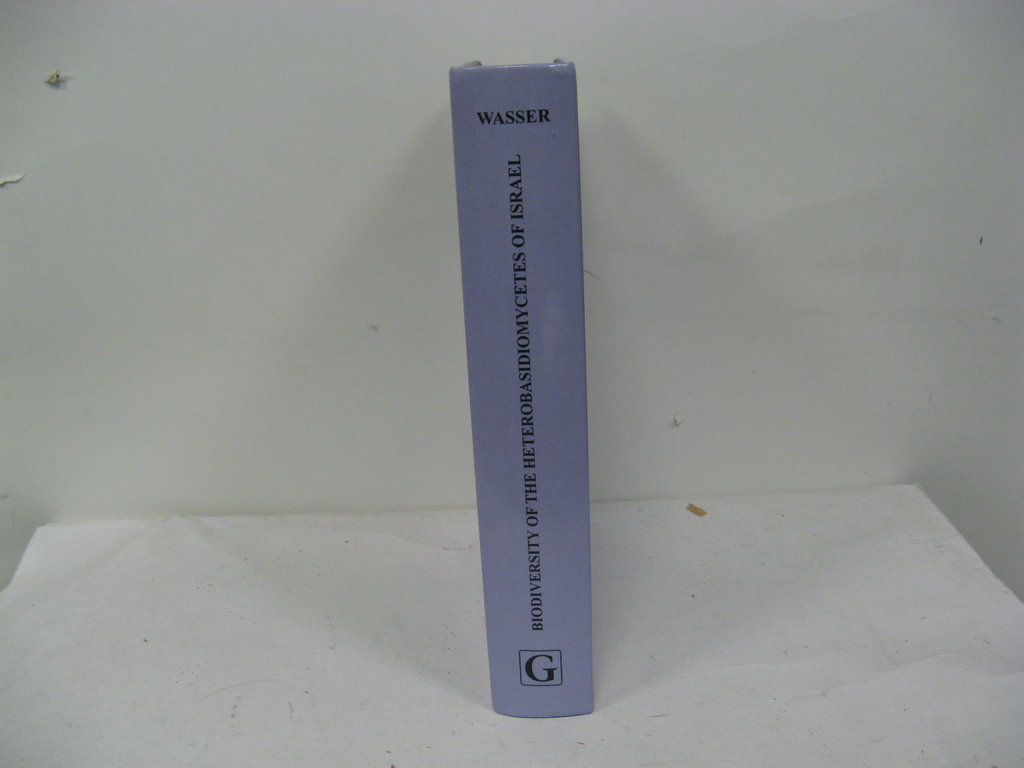 WASSER
BIODIVERSITY OF THE HETEROBASIDIOMYCETES OF ISRAEL
G